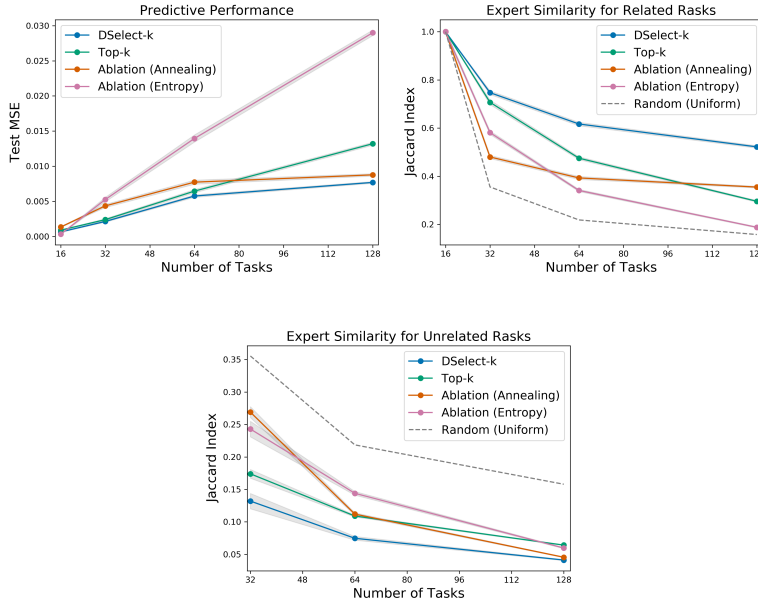 Predictive Performance
0.030
0.025
0.020
0.015
0.010
0.005
0.000
Test MSE
DSelect-k
Top-k
Ablation (Annealing)
Ablation (Entropy)
16 32 48 64 80 96 112 128
Number of Tasks
Expert Similarity for Related Rasks
1.0
0.8
0.6
0.4
0.2
Jaccard Index
DSelect-k
Top-k
Ablation (Annealing)
Ablation (Entropy)
Random (Uniform)
16 32 48 64 80 96 112 12
Number of Tasks
Expert Similarity for Unrelated Rasks
0.35
0.30
0.25
0.20
0.15
0.10
0.05
Jaccard Index
DSelect-k
Top-k
Ablation (Annealing)
Ablation (Entropy)
Random (Uniform)
32 48 64 80 96 112 128
Number of Tasks